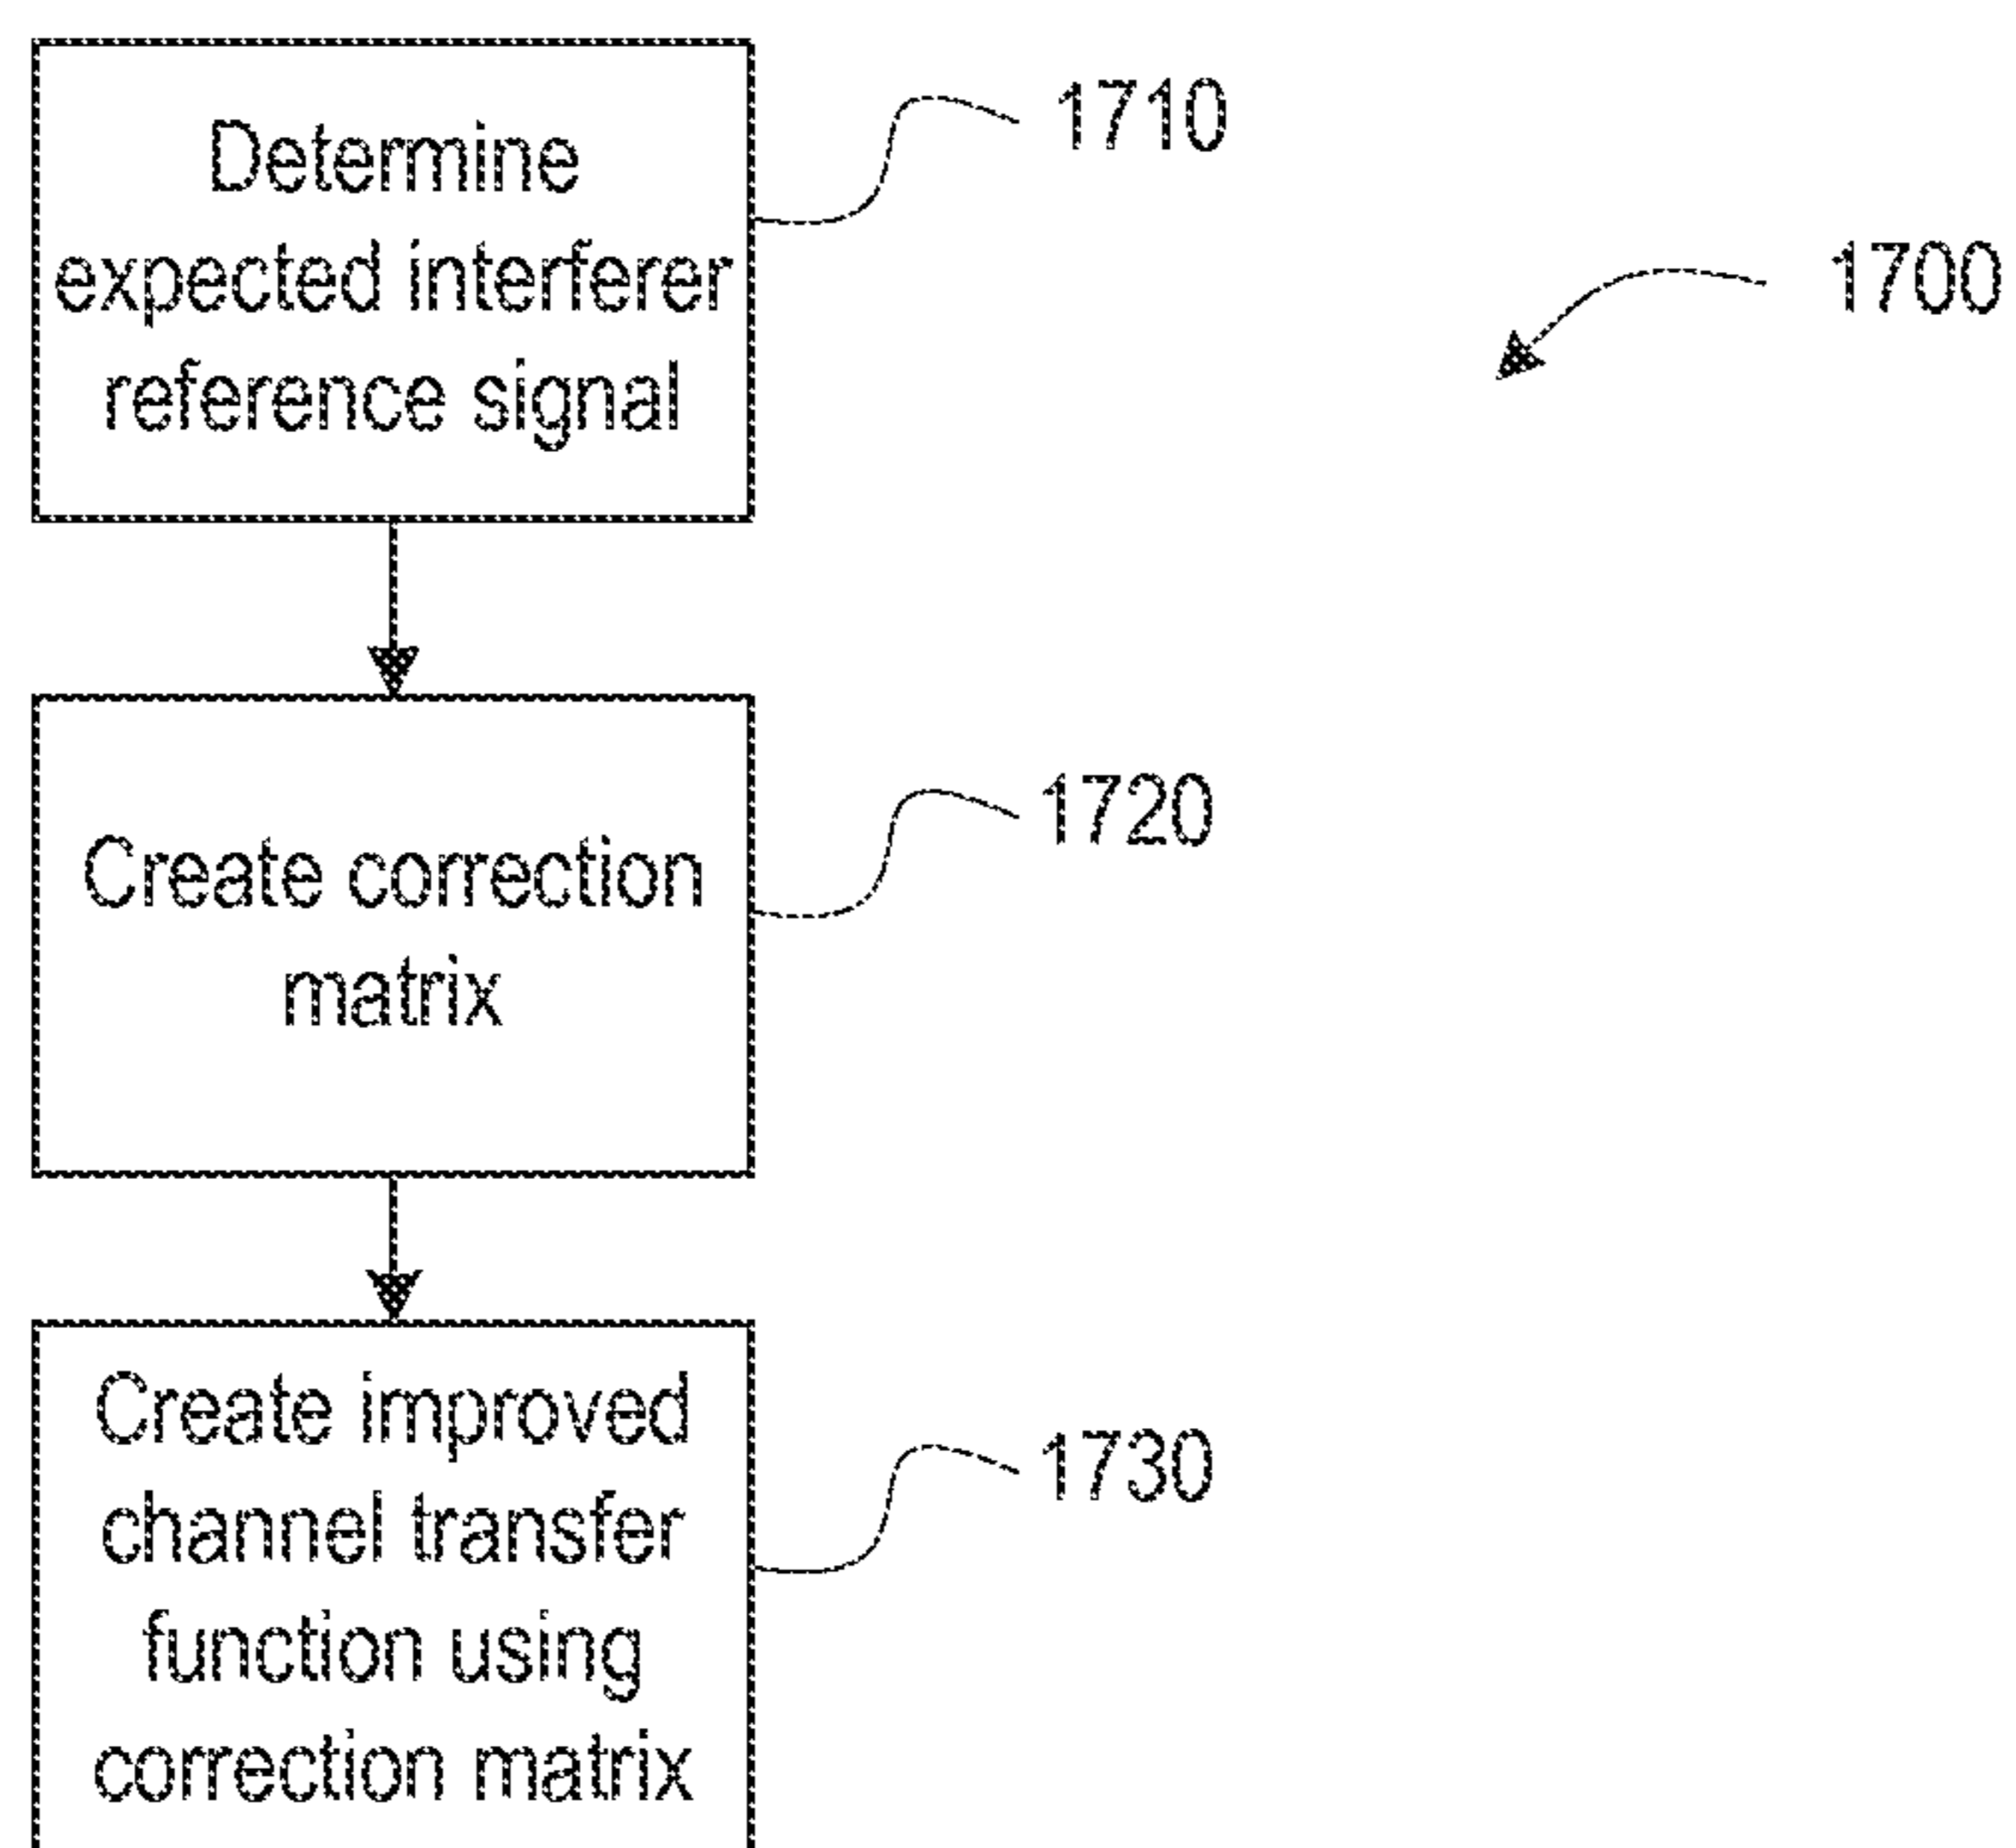 Determine
expected interferer
reference signal
1710
1700
Create correction
matrix
1720
Create improved
channel transfer
function using
correction matrix
1730